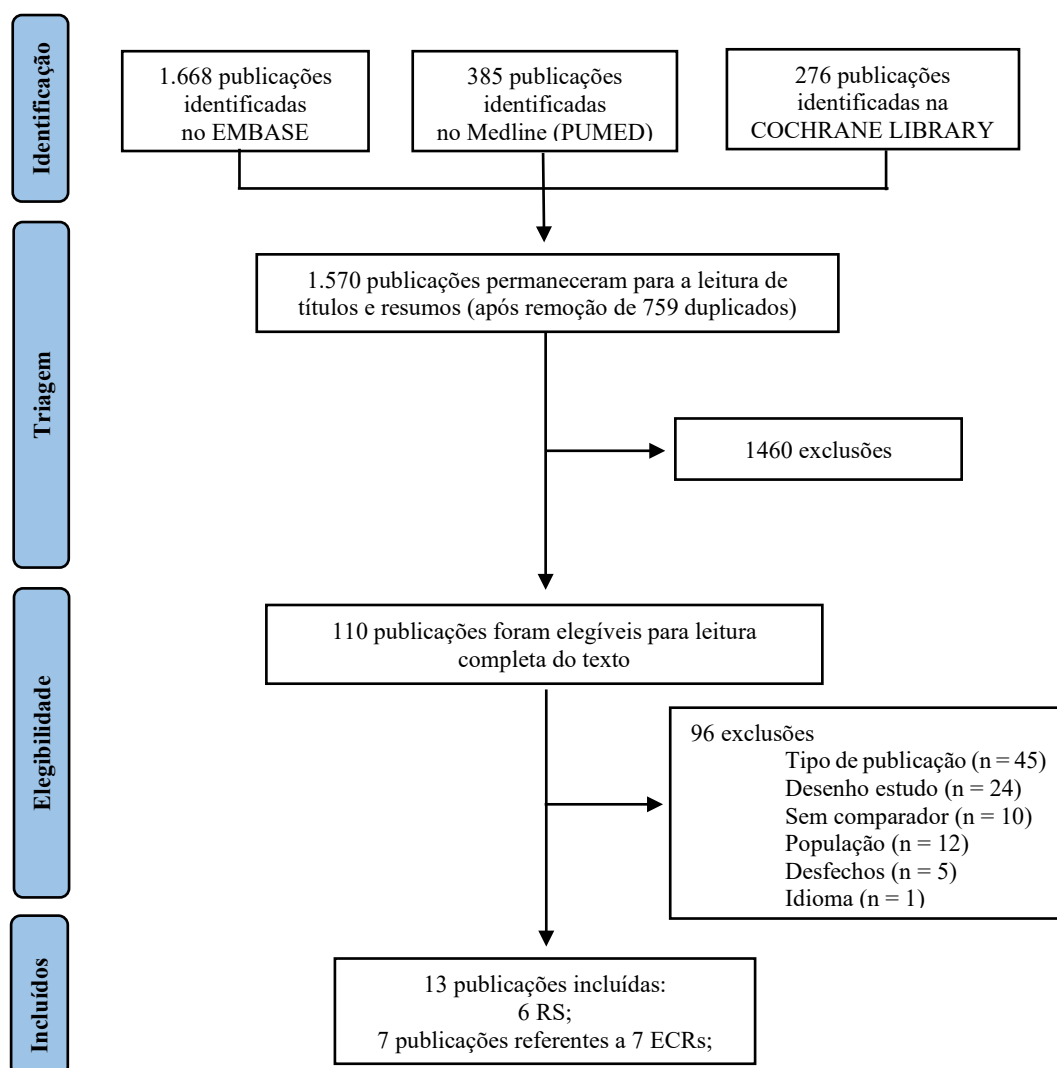 Identificação
1.668 publicações
identificadas
no EMBASE
385 publicações
identificadas
no Medline (PUMED)
276 publicações
identificadas na
COCHRANE LIBRARY
Triagem
1.570 publicações permaneceram para a leitura de
títulos e resumos (após remoção de 759 duplicados)
1460 exclusões
Elegibilidade
110 publicações foram elegíveis para leitura
completa do texto
96 exclusões
Tipo de publicação (n = 45)
Desenho estudo (n = 24)
Sem comparador (n = 10)
População (n = 12)
Desfechos (n = 5)
Idioma (n = 1)
Incluídos
13 publicações incluídas:
6 RS;
7 publicações referentes a 7 ECRs;